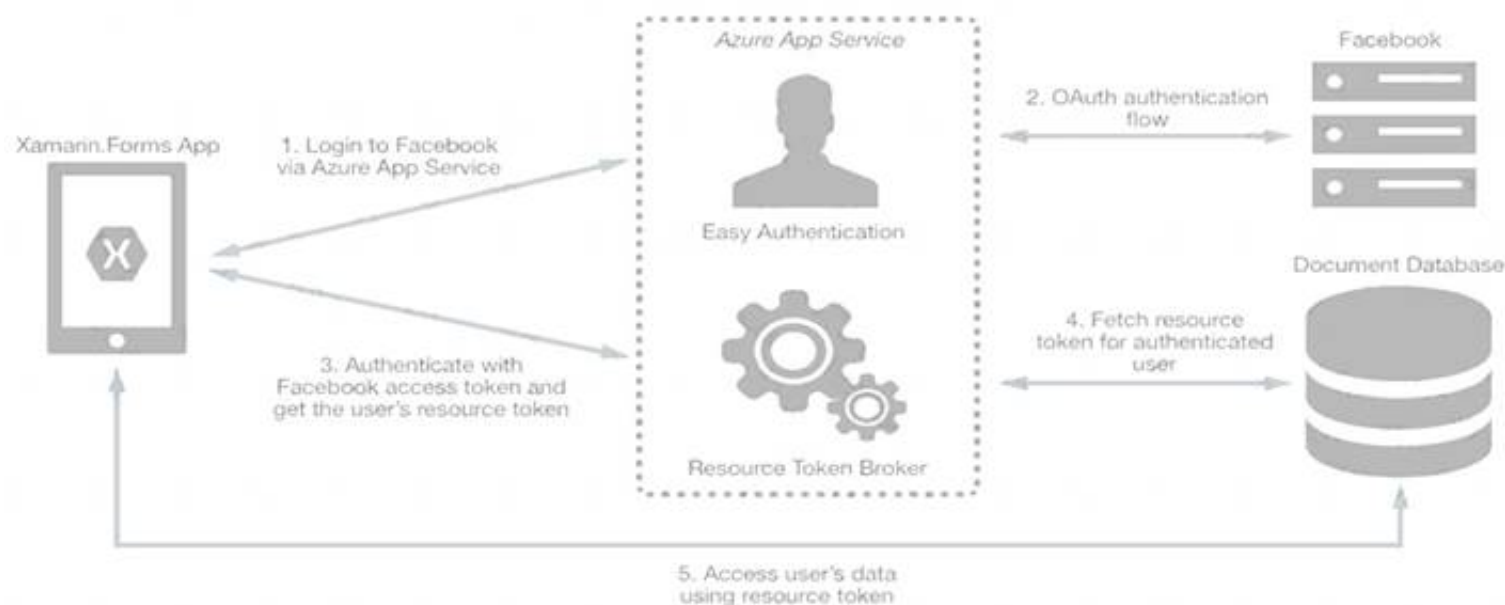 Azure App Service
Facebook
2. OAuth authentication
flow
Xamarin.Forms App
1. Login to Facebook
via Azure App Service
X
Easy Authentication
Document Database
4. Fetch resource
token for authenticated
user
3. Authenticate with
Facebook access token and
get the user's resource token
Resource Token Broker
5. Access user's data
using resource token